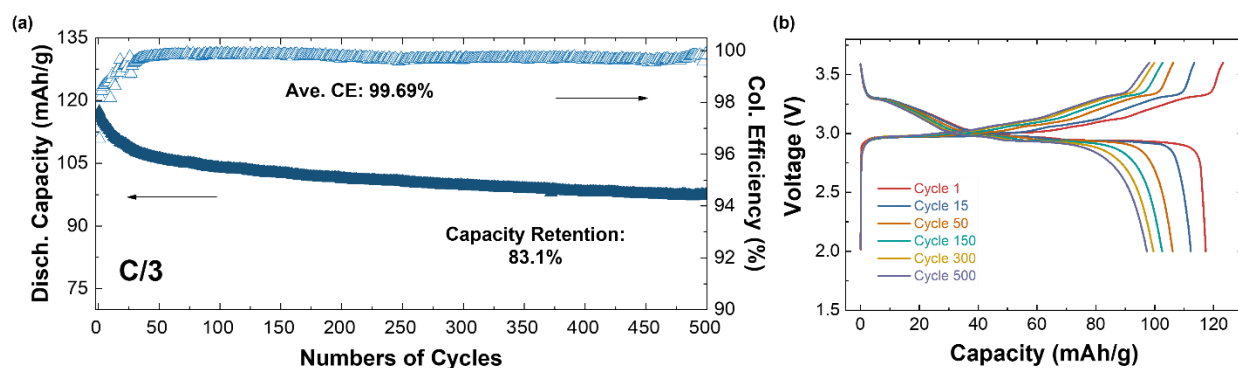 (a)
135
120
105
90
75
Disch. Capacity (mAh/g)
100
98
96
94
92
90
Col. Efficiency (%)
Ave. CE: 99.69%
Capacity Retention:
83.1%
C/3
0 50 100 150 200 250 300 350 400 450 500
Numbers of Cycles
(b)
4.0
3.5
3.0
2.5
2.0
1.5
Voltage (V)
Cycle 1
Cycle 15
Cycle 50
Cycle 150
Cycle 300
Cycle 500
0 20 40 60 80 100 120
Capacity (mAh/g)